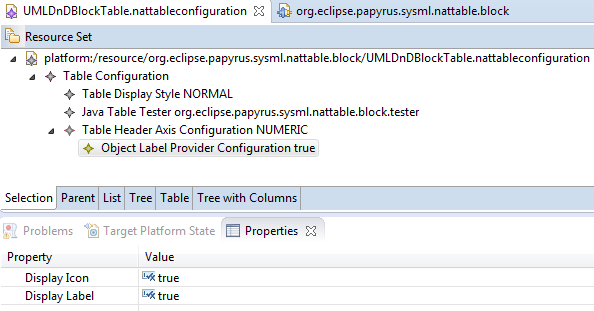 UMLDnDBlockTable.nattableconfiguration org.eclipse.papyrus.sysml.nattable.block
Resource Set
platform:/resource/org.eclipse.papyrus.sysml.nattable.block/UMLDnDBlockTable.nattableconfiguration
Table Configuration
Table Display Style NORMAL
Java Table Tester org.eclipse.papyrus.sysml.nattable.block.tester
Table Header Axis Configuration NUMERIC
Object Label Provider Configuration true
Selection Parent List Tree Table Tree with Columns
Problems Target Platform State Properties
Property Value
Display Icon true
Display Label true